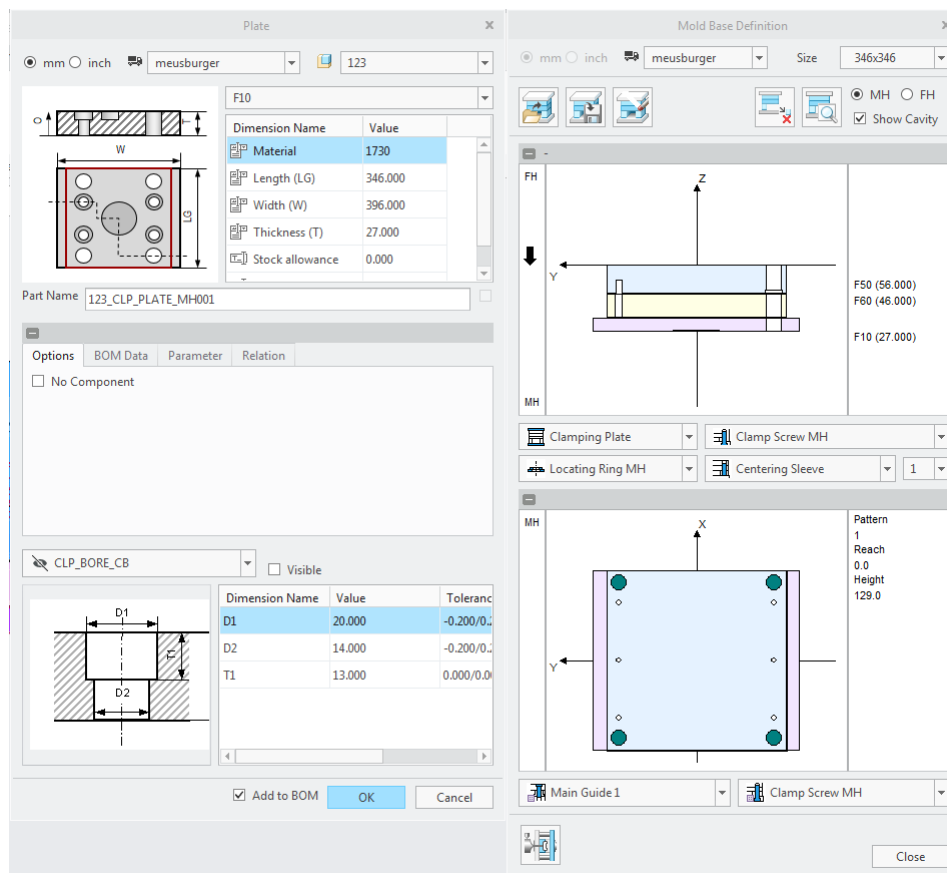 Plate
x
mm
inch
meusburger
123
F10
Dimension Name Value
Material 1730
Length (LG) 346.000
Width (W) 396.000
Thickness (T) 27.000
Stock allowance 0.000
O
T
W
LG
Part Name
123_CLP_PLATE_MH001
Options BOM Data Parameter Relation
No Component
CLP_BORE_CB
Visible
D1
T1
D2
Dimension Name Value Toleranc
D1 20.000 -0.200/0.2
D2 14.000 -0.200/0.2
T1 13.000 0.000/0.00
Add to BOM
OK
Cancel
Mold Base Definition
x
mm
inch
meusburger
Size
346x346
MH
FH
Show Cavity
-
FH
Z
Y
F50 (56.000)
F60 (46.000)
F10 (27.000)
MH
Clamping Plate
Clamp Screw MH
Locating Ring MH
Centering Sleeve
1
MH
X
Y
Pattern
1
Reach
0.0
Height
129.0
Main Guide 1
Clamp Screw MH
Close